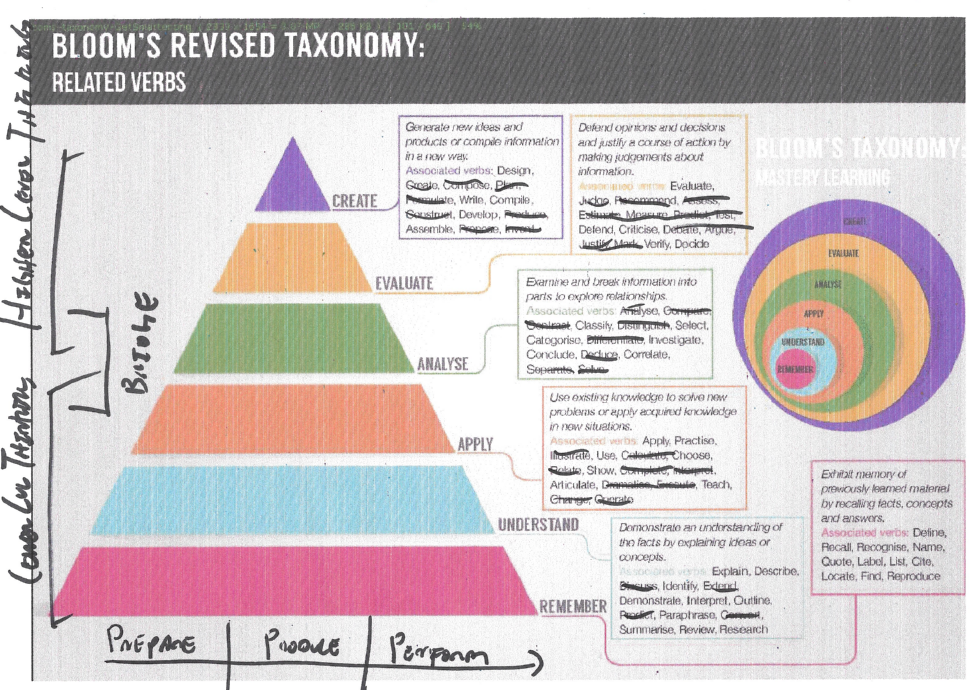 BLOOM'S REVISED TAXONOMY:
RELATED VERBS
HIGHER LEVEL THINKING
BRIDGE
THINKING
CREATE
Generate new ideas and
products or compile information
in a new way.
Associated verbs: Design,
Create, Compose, Plan,
Formulate, Write, Compile,
Construct, Develop, Produce,
Assemble, Propose, Invent
EVALUATE
Defend opinions and decisions
and justify a course of action by
making judgements about
information.
Associated verbs: Evaluate,
Judge, Recommend, Assess,
Estimate, Measure, Predict, Test,
Defend, Criticise, Debate, Argue,
Justify, Mark, Verify, Decide
ANALYSE
Examine and break information into
parts to explore relationships.
Associated verbs: Analyse, Compare,
Contrast, Classify, Distinguish, Select,
Categorise, Differentiate, Investigate,
Conclude, Deduce, Correlate,
Separate, Solve
APPLY
Use existing knowledge to solve new
problems or apply acquired knowledge
in new situations.
Associated verbs: Apply, Practise,
Illustrate, Use, Calculate, Choose,
Relate, Show, Complete, Interpret,
Articulate, Dramatise, Execute, Teach,
Change, Operate
UNDERSTAND
Demonstrate an understanding of
the facts by explaining ideas or
concepts.
Associated verbs: Explain, Describe,
Discuss, Identify, Extend,
Demonstrate, Interpret, Outline,
Predict, Paraphrase, Convert,
Summarise, Review, Research
REMEMBER
Exhibit memory of
previously learned material
by recalling facts, concepts
and answers.
Associated verbs: Define,
Recall, Recognise, Name,
Quote, Label, List, Cite,
Locate, Find, Reproduce
BLOOM'S TAXONOMY:
MASTERY LEARNING
CREATE
EVALUATE
ANALYSE
APPLY
UNDERSTAND
REMEMBER
PREPARE PRODUCE PERFORM